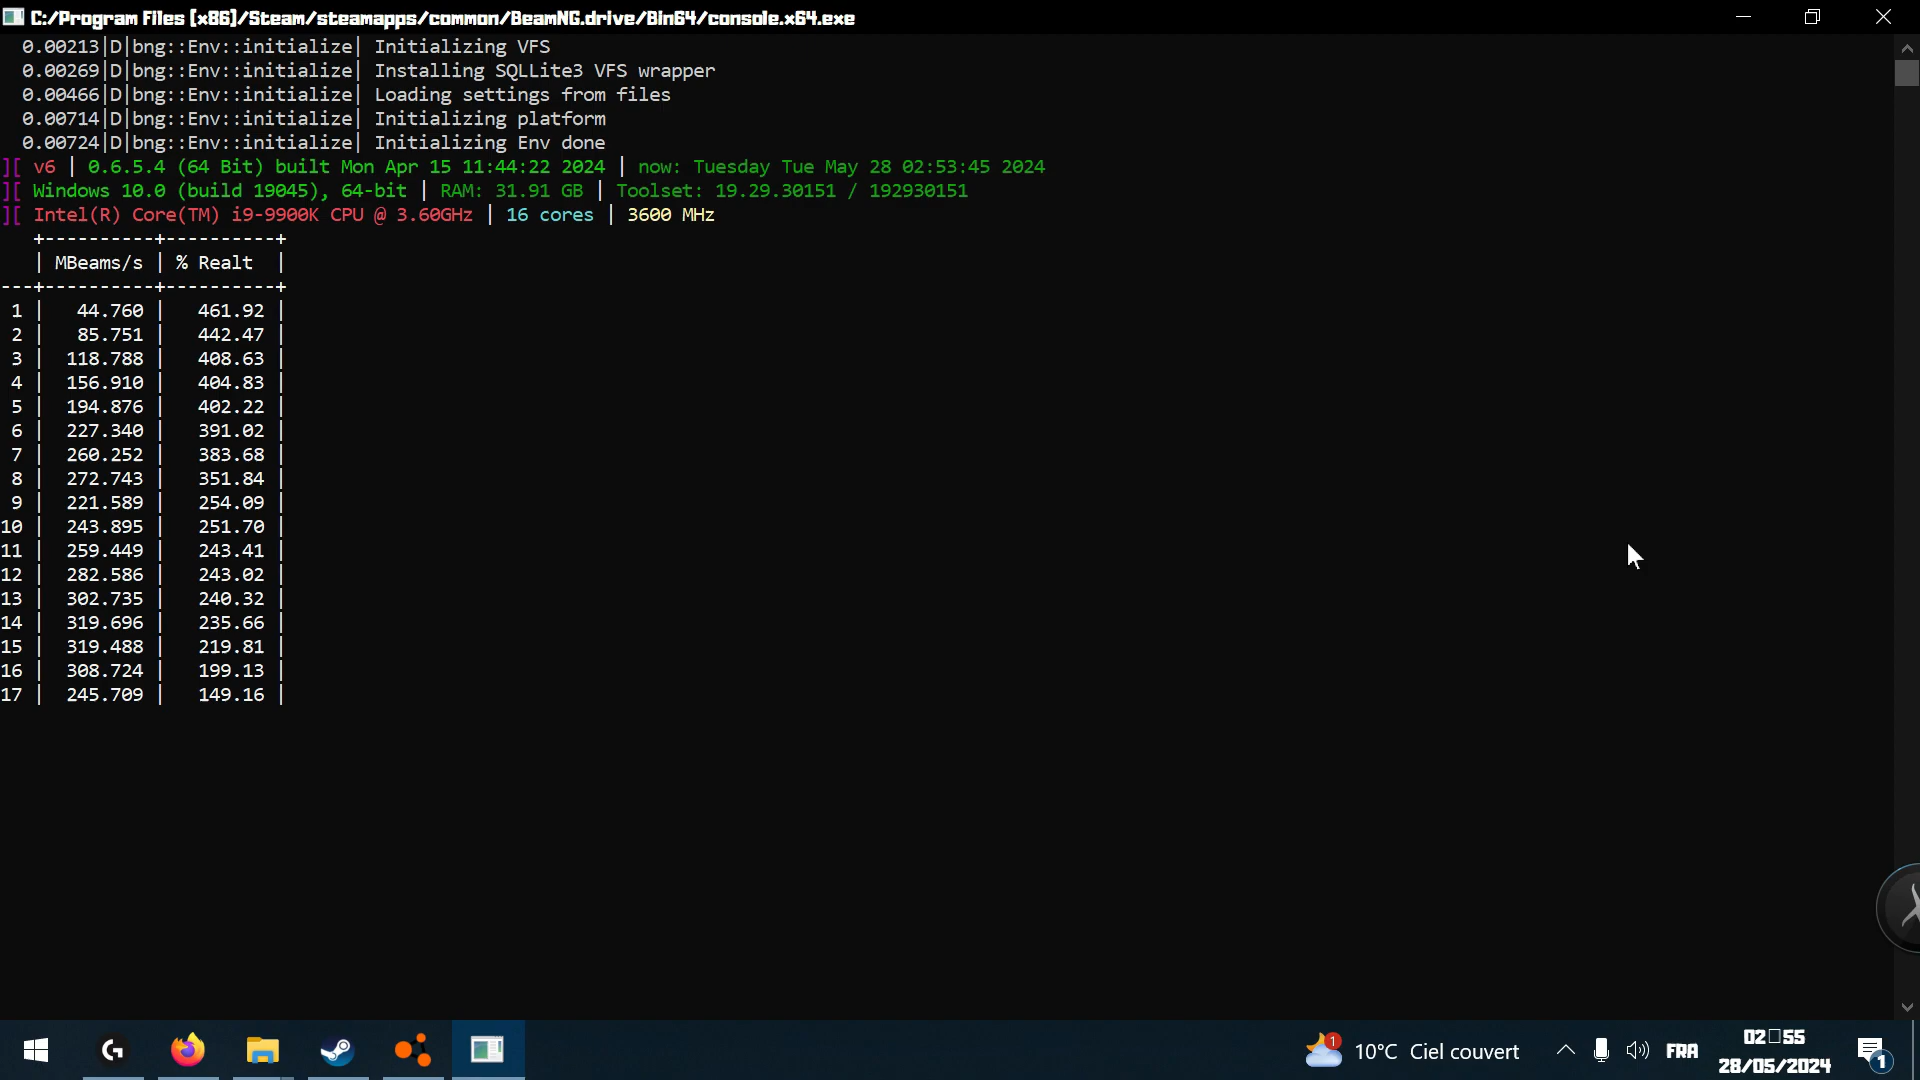 C:/Program Files [x86]/Steam/steamapps/common/BeamNG.drive/Bin64/console.x64.exe
0.00213|D|bng::Env::initialize| Initializing VFS
0.00269|D|bng::Env::initialize| Installing SQLLite3 VFS wrapper
0.00466|D|bng::Env::initialize| Loading settings from files
0.00714|D|bng::Env::initialize| Initializing platform
0.00724|D|bng::Env::initialize| Initializing Env done
][ v6 | 0.6.5.4 (64 Bit) built Mon Apr 15 11:44:22 2024 | now: Tuesday Tue May 28 02:53:45 2024
][ Windows 10.0 (build 19045), 64-bit | RAM: 31.91 GB | Toolset: 19.29.30151 / 192930151
][ Intel(R) Core(TM) i9-9900K CPU @ 3.60GHz | 16 cores | 3600 MHz
+----------+----------+
| MBeams/s | % Realt |
---+----------+----------+
1 | 44.760 | 461.92 |
2 | 85.751 | 442.47 |
3 | 118.788 | 408.63 |
4 | 156.910 | 404.83 |
5 | 194.876 | 402.22 |
6 | 227.340 | 391.02 |
7 | 260.252 | 383.68 |
8 | 272.743 | 351.84 |
9 | 221.589 | 254.09 |
10 | 243.895 | 251.70 |
11 | 259.449 | 243.41 |
12 | 282.586 | 243.02 |
13 | 302.735 | 240.32 |
14 | 319.696 | 235.66 |
15 | 319.488 | 219.81 |
16 | 308.724 | 199.13 |
17 | 245.709 | 149.16 |
1 10°C Ciel couvert FRA 02□55 1
28/05/2024